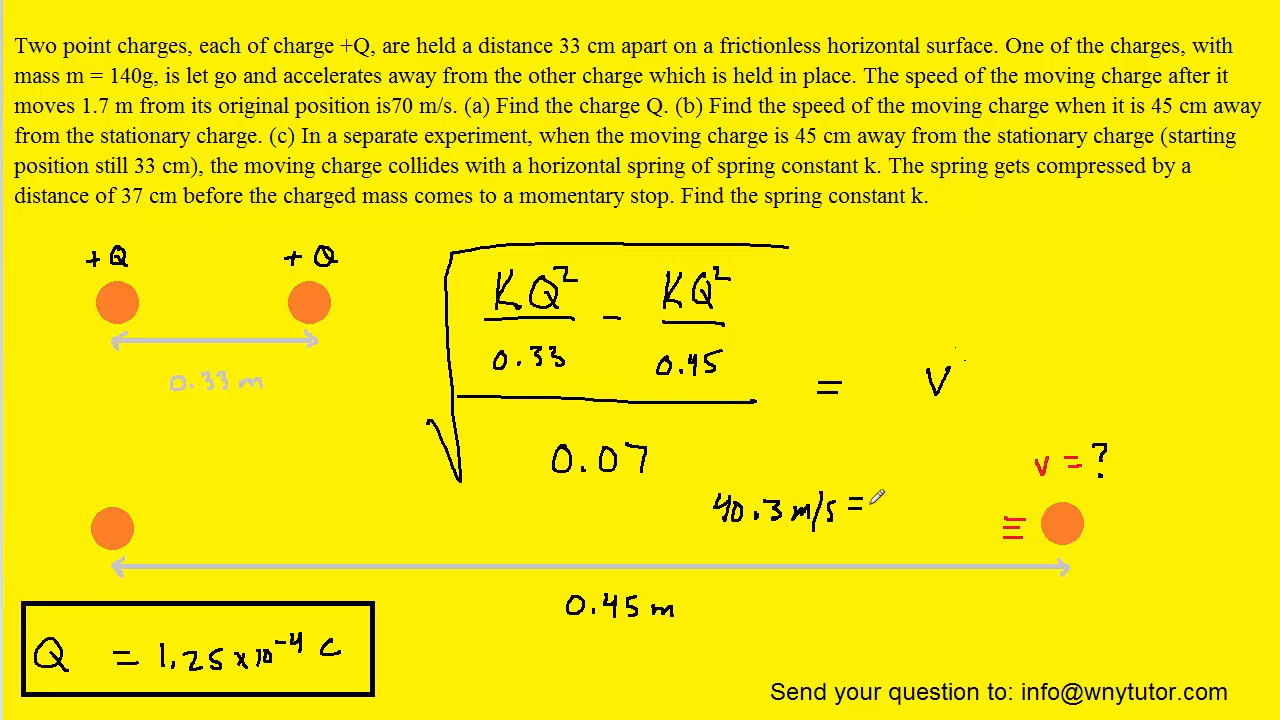 Two point charges, each of charge +Q, are held a distance 33 cm apart on a frictionless horizontal surface. One of the charges, with
mass m = 140g, is let go and accelerates away from the other charge which is held in place. The speed of the moving charge after it
moves 1.7 m from its original position is70 m/s. (a) Find the charge Q. (b) Find the speed of the moving charge when it is 45 cm away
from the stationary charge. (c) In a separate experiment, when the moving charge is 45 cm away from the stationary charge (starting
position still 33 cm), the moving charge collides with a horizontal spring of spring constant k. The spring gets compressed by a
distance of 37 cm before the charged mass comes to a momentary stop. Find the spring constant k.
+Q +Q
KQ² - KQ²
0.33 0.45
0.33 m
= v
0.07
v = ?
40.3 m/s =
0.45 m
Q = 1.25 x 10⁻⁴ C
Send your question to: info@wnytutor.com